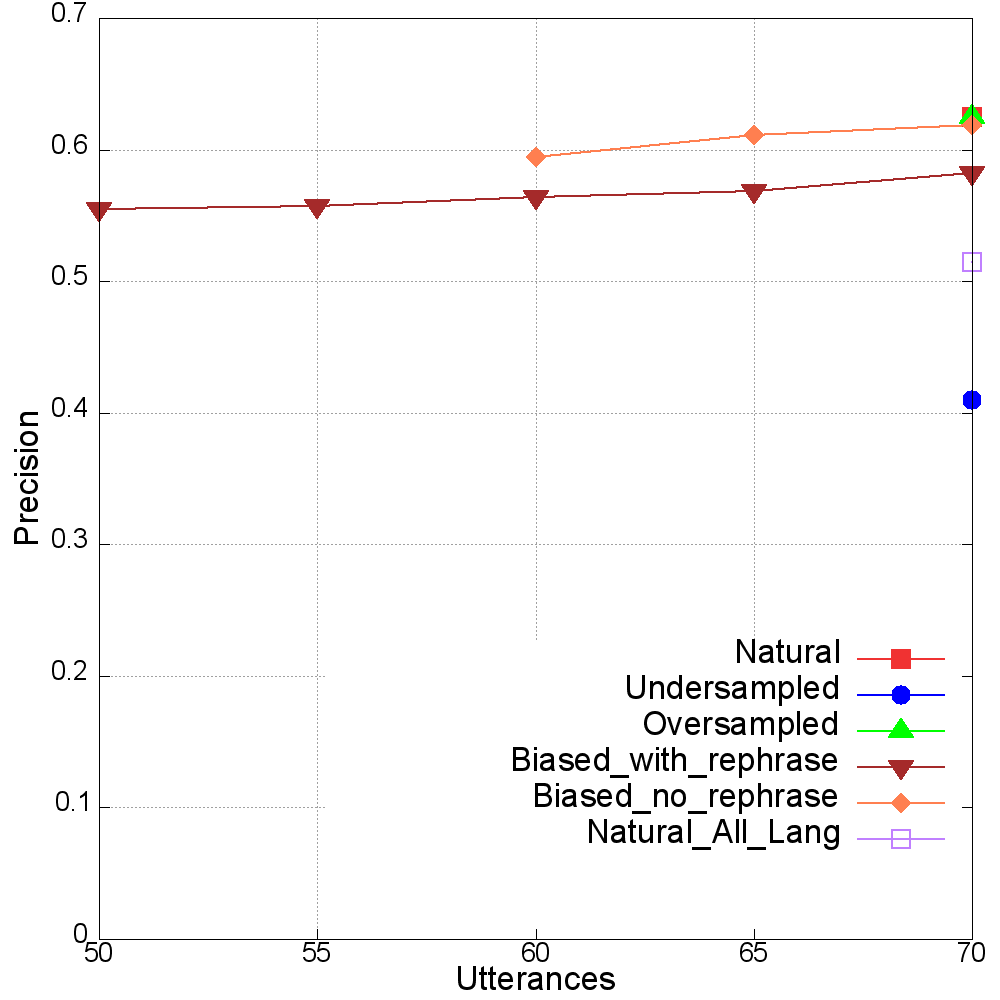 0.7
0.6
0.5
0.4
0.3
0.2
0.1
0
Precision
Natural
Undersampled
Oversampled
Biased_with_rephrase
Biased_no_rephrase
Natural_All_Lang
50 55 60 65 70
Utterances